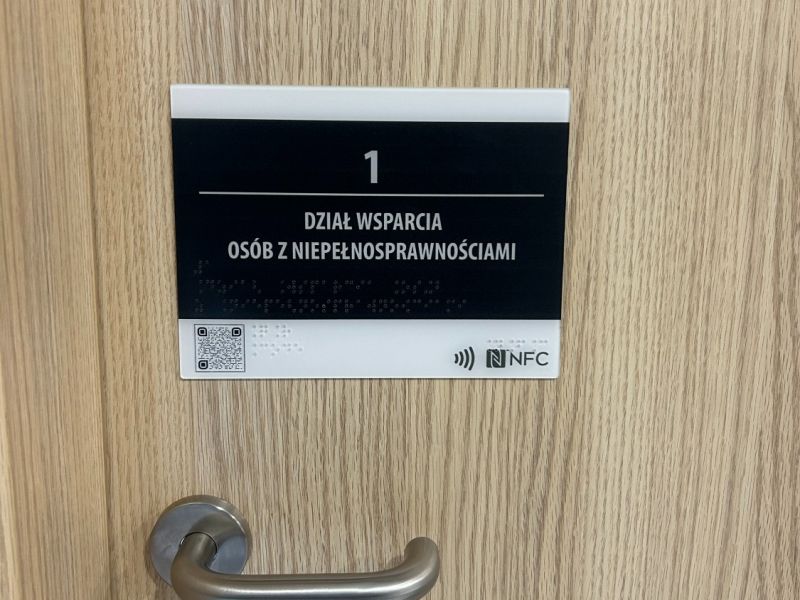 1
DZIAŁ WSPARCIA
OSÓB Z NIEPEŁNOSPRAWNOŚCIAMI
NFC